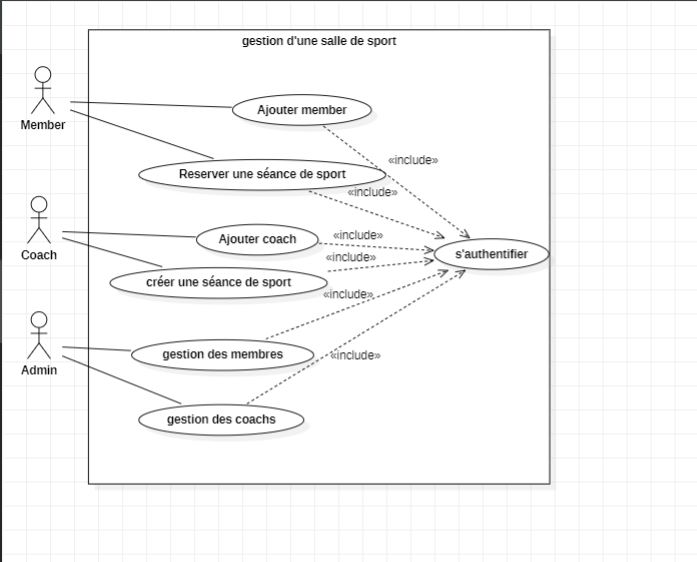 gestion d'une salle de sport
Member
Ajouter member
«include»
Reserver une séance de sport
«include»
Coach
Ajouter coach
«include»
s'authentifier
«include»
créer une séance de sport
«include»
Admin
gestion des membres
«include»
gestion des coachs